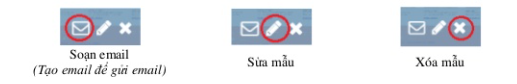 Soạn email
(Tạo email để gửi email)
Sửa mẫu
Xóa mẫu